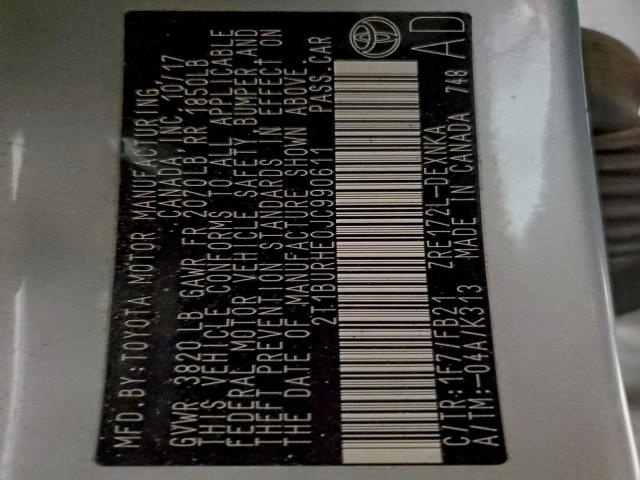 MFD.BY:TOYOTA MOTOR MANUFACTURING
CANADA INC. 10/17
GVWR 3820LB GAWR FR 2070LB RR 1850LB
THIS VEHICLE CONFORMS TO ALL APPLICABLE
FEDERAL MOTOR VEHICLE SAFETY, BUMPER, AND
THEFT PREVENTION STANDARDS IN EFFECT ON
THE DATE OF MANUFACTURE SHOWN ABOVE.
2T1BURHE0JC990611 PASS.CAR
C/TR:1F7/FB21 ZRE172L-DEXNKA
A/TM:-04A/K313 MADE IN CANADA 748
AD